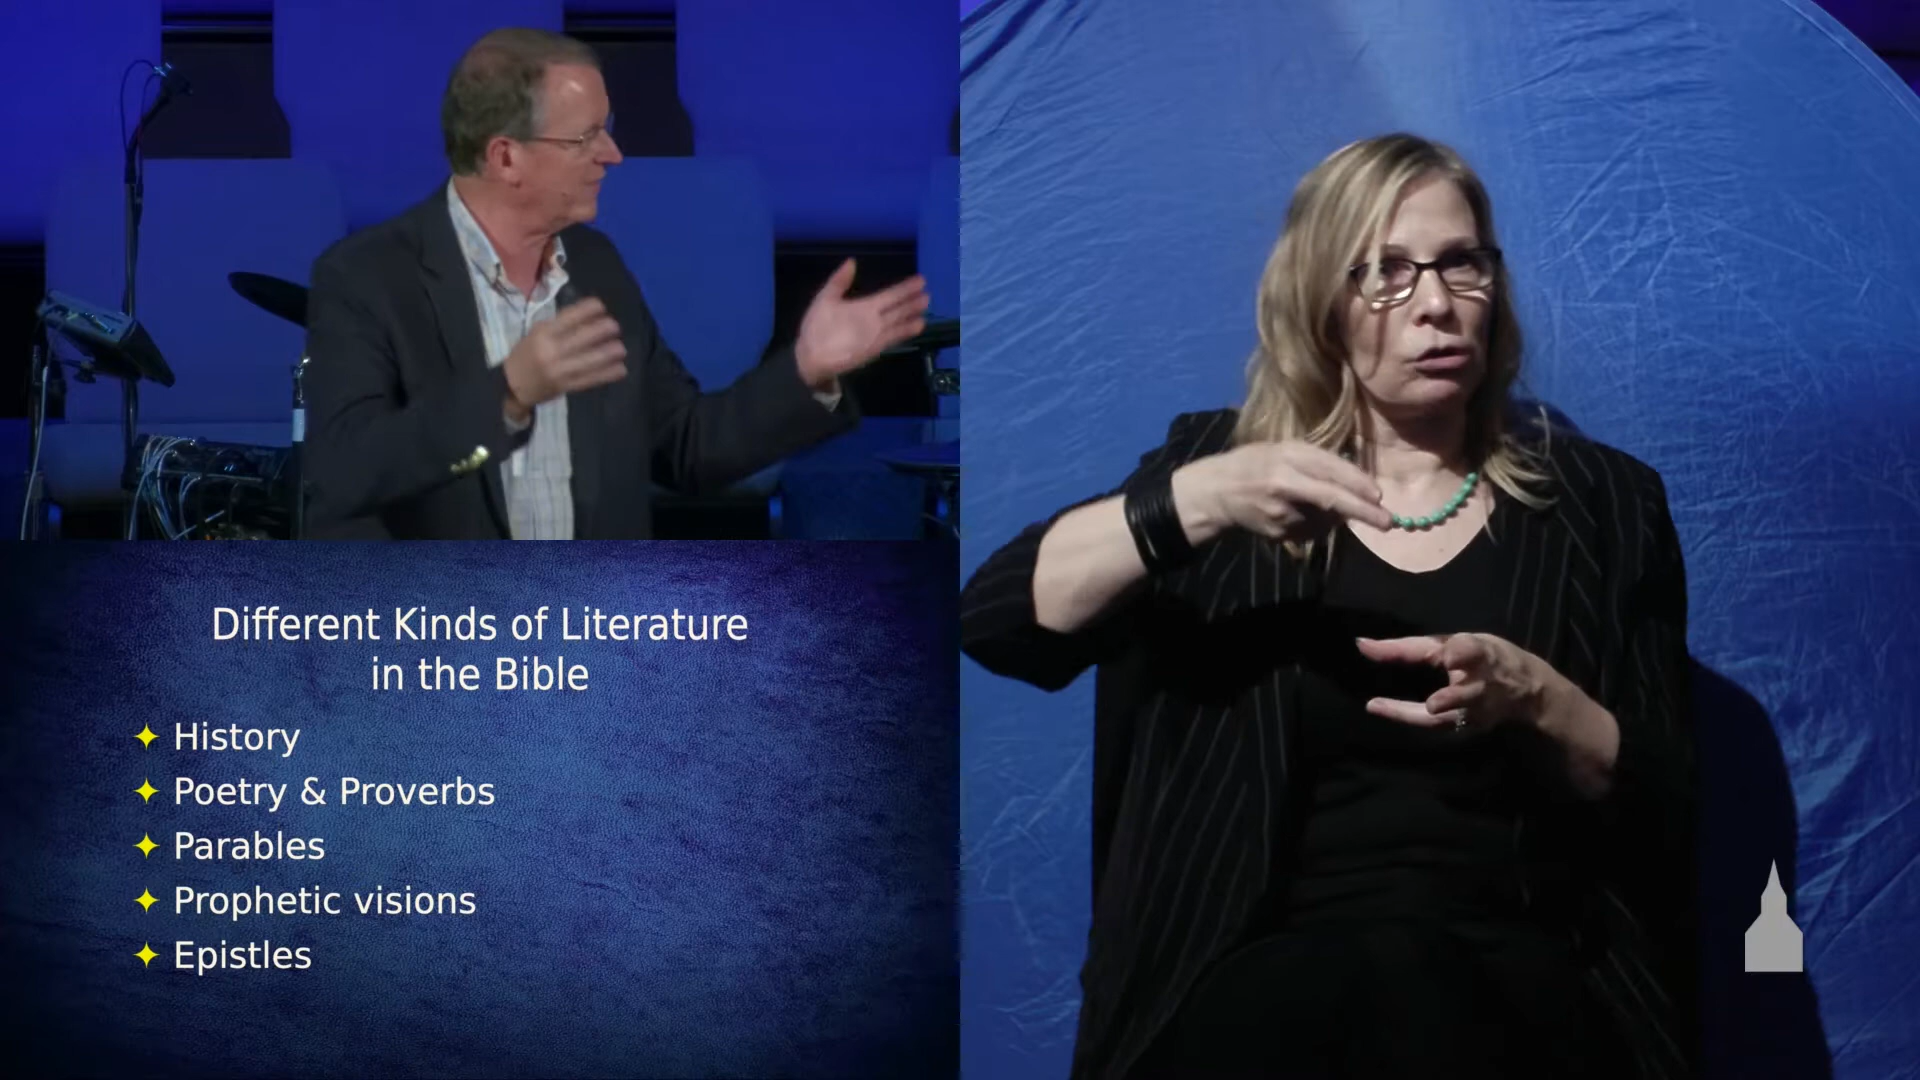 Different Kinds of Literature
in the Bible
✦ History
✦ Poetry & Proverbs
✦ Parables
✦ Prophetic visions
✦ Epistles